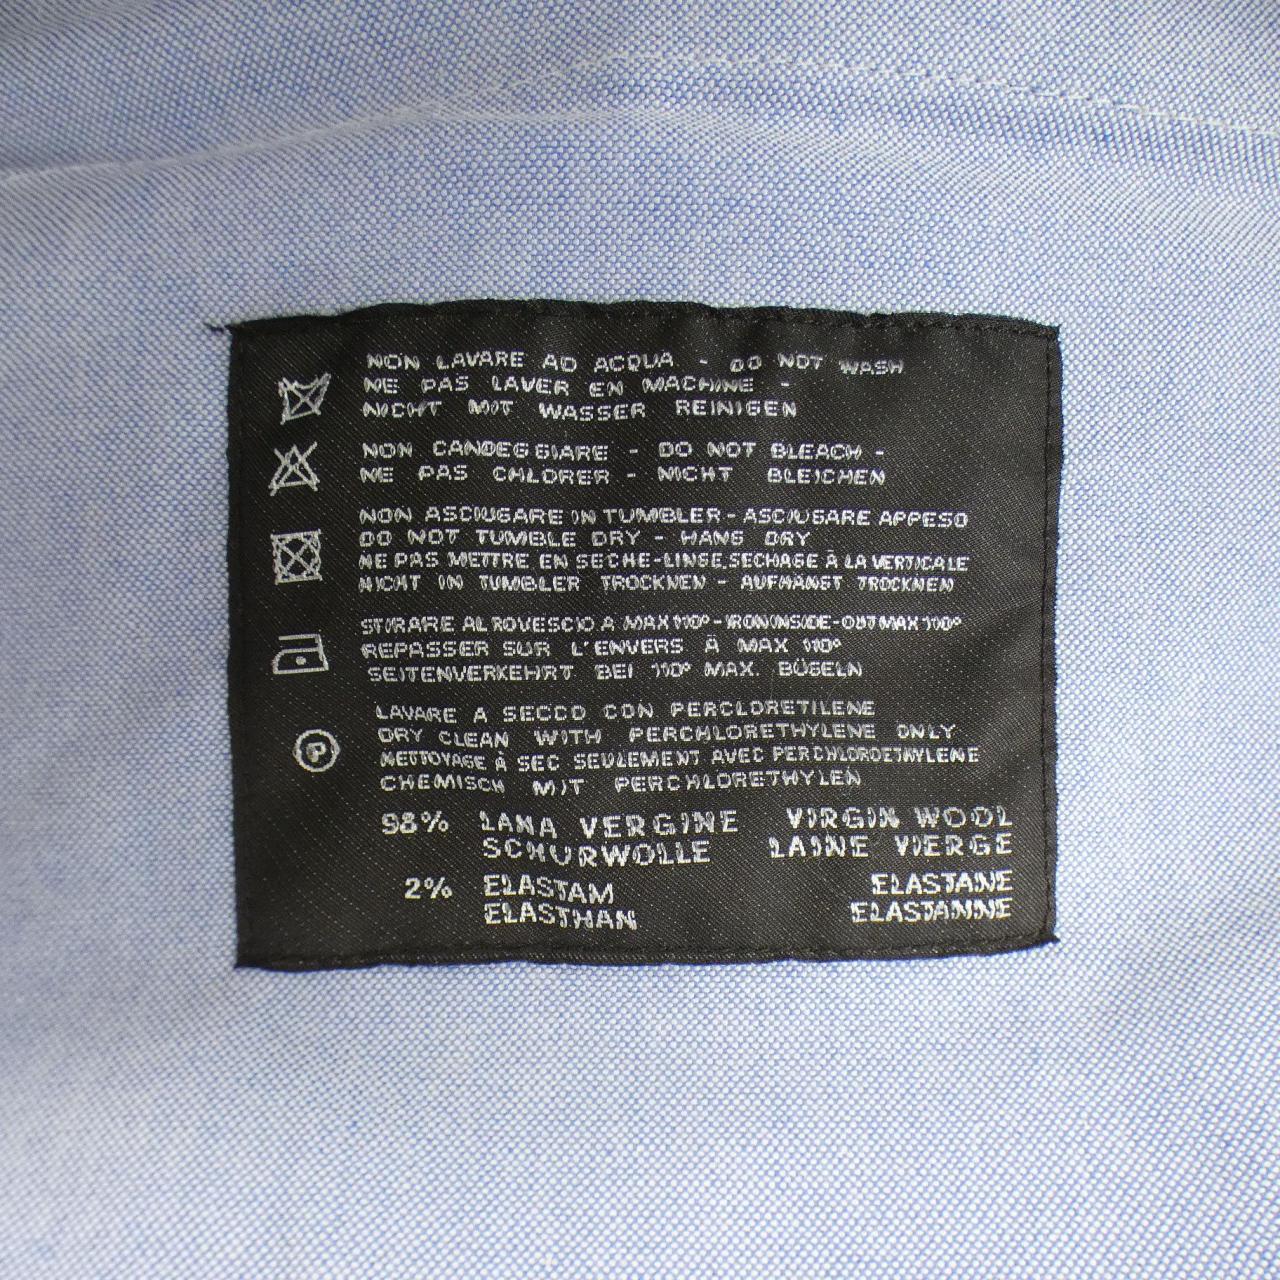 NON LAVARE AD ACQUA - DO NOT WASH
NE PAS LAVER EN MACHINE -
NICHT MIT WASSER REINIGEN
NON CANDEGGIARE - DO NOT BLEACH -
NE PAS CHLORER - NICHT BLEICHEN
NON ASCIUGARE IN TUMBLER - ASCIUGARE APPESO
DO NOT TUMBLE DRY - HANG DRY
NE PAS METTRE EN SECHE-LINGE, SECHAGE À LA VERTICALE
NICHT IN TUMBLER TROCKNEN - AUFHÄNGT TROCKNEN
STIRARE AL ROVESCIO A MAX 110° - IRON INSIDE-OUT MAX 110°
REPASSER SUR L'ENVERS À MAX 110°
SEITENVERKEHRT BEI 110° MAX. BÜGELN
P
LAVARE A SECCO CON PERCLORETILENE
DRY CLEAN WITH PERCHLORETHYLENE ONLY
NETTOYAGE À SEC SEULEMENT AVEC PERCHLOROETHYLENE
CHEMISCH MIT PERCHLORETHYLEN
98% LANA VERGINE VIRGIN WOOL
SCHURWOLLE LAINE VIERGE
2% ELASTAM ELASTANE
ELASTHAN ELASTANNE